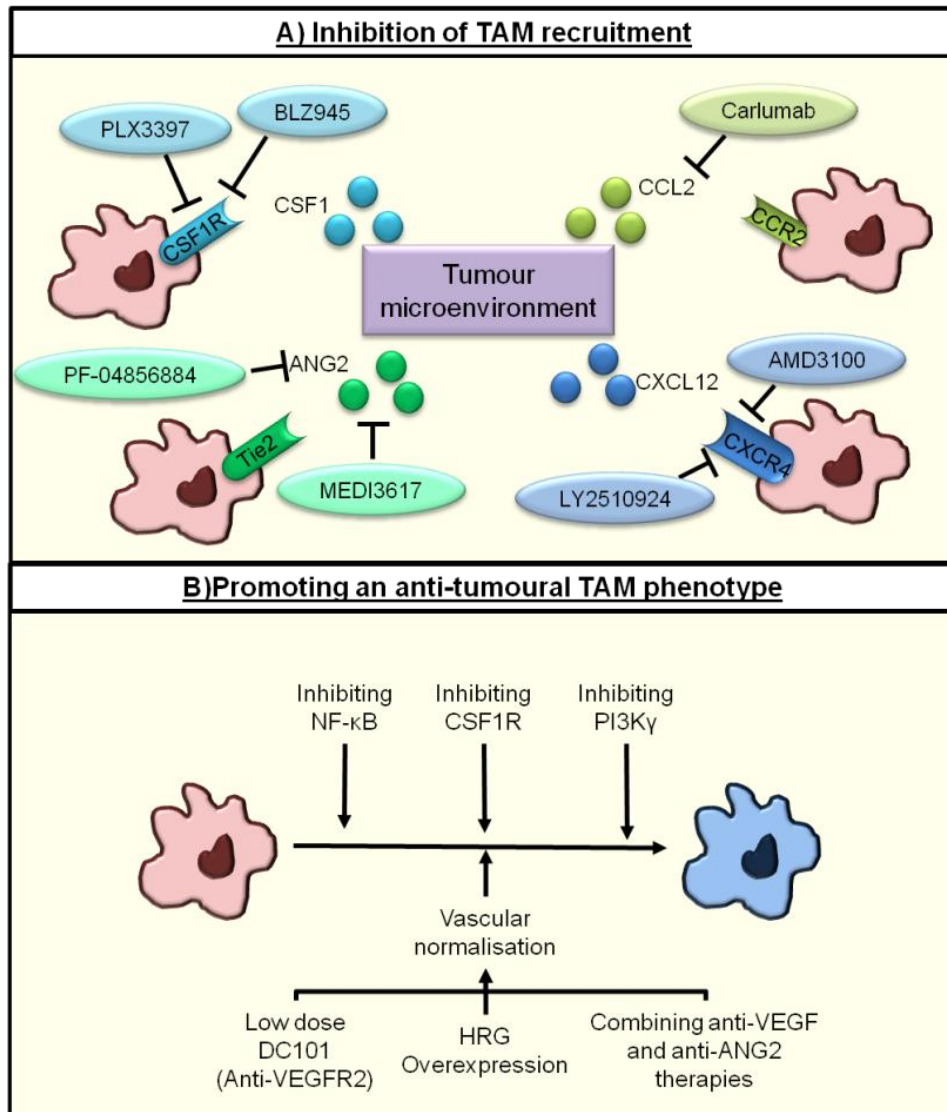 A) Inhibition of TAM recruitment
PLX3397
BLZ945
Carlumab
CSF1R
CSF1
CCL2
CCR2
Tumour
microenvironment
PF-04856884
ANG2
CXCL12
AMD3100
Tie2
MEDI3617
CXCR4
LY2510924
B)Promoting an anti-tumoural TAM phenotype
Inhibiting
NF-κB
Inhibiting
CSF1R
Inhibiting
PI3Kγ
Vascular
normalisation
Low dose
DC101
(Anti-VEGFR2)
HRG
Overexpression
Combining anti-VEGF
and anti-ANG2
therapies